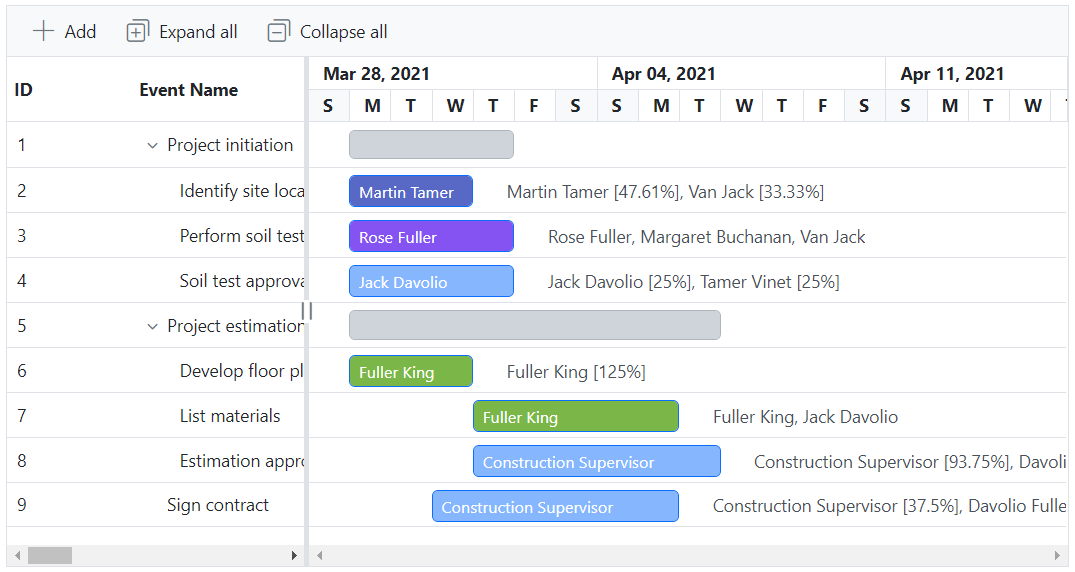 Add Expand all Collapse all
ID Event Name Mar 28, 2021 Apr 04, 2021 Apr 11, 2021
S M T W T F S S M T W T F S S M T W
1 Project initiation
2 Identify site loca Martin Tamer Martin Tamer [47.61%], Van Jack [33.33%]
3 Perform soil test Rose Fuller Rose Fuller, Margaret Buchanan, Van Jack
4 Soil test approva Jack Davolio Jack Davolio [25%], Tamer Vinet [25%]
5 Project estimation
6 Develop floor pl Fuller King Fuller King [125%]
7 List materials Fuller King Fuller King, Jack Davolio
8 Estimation appro Construction Supervisor Construction Supervisor [93.75%], Davoli
9 Sign contract Construction Supervisor Construction Supervisor [37.5%], Davolio Fulle